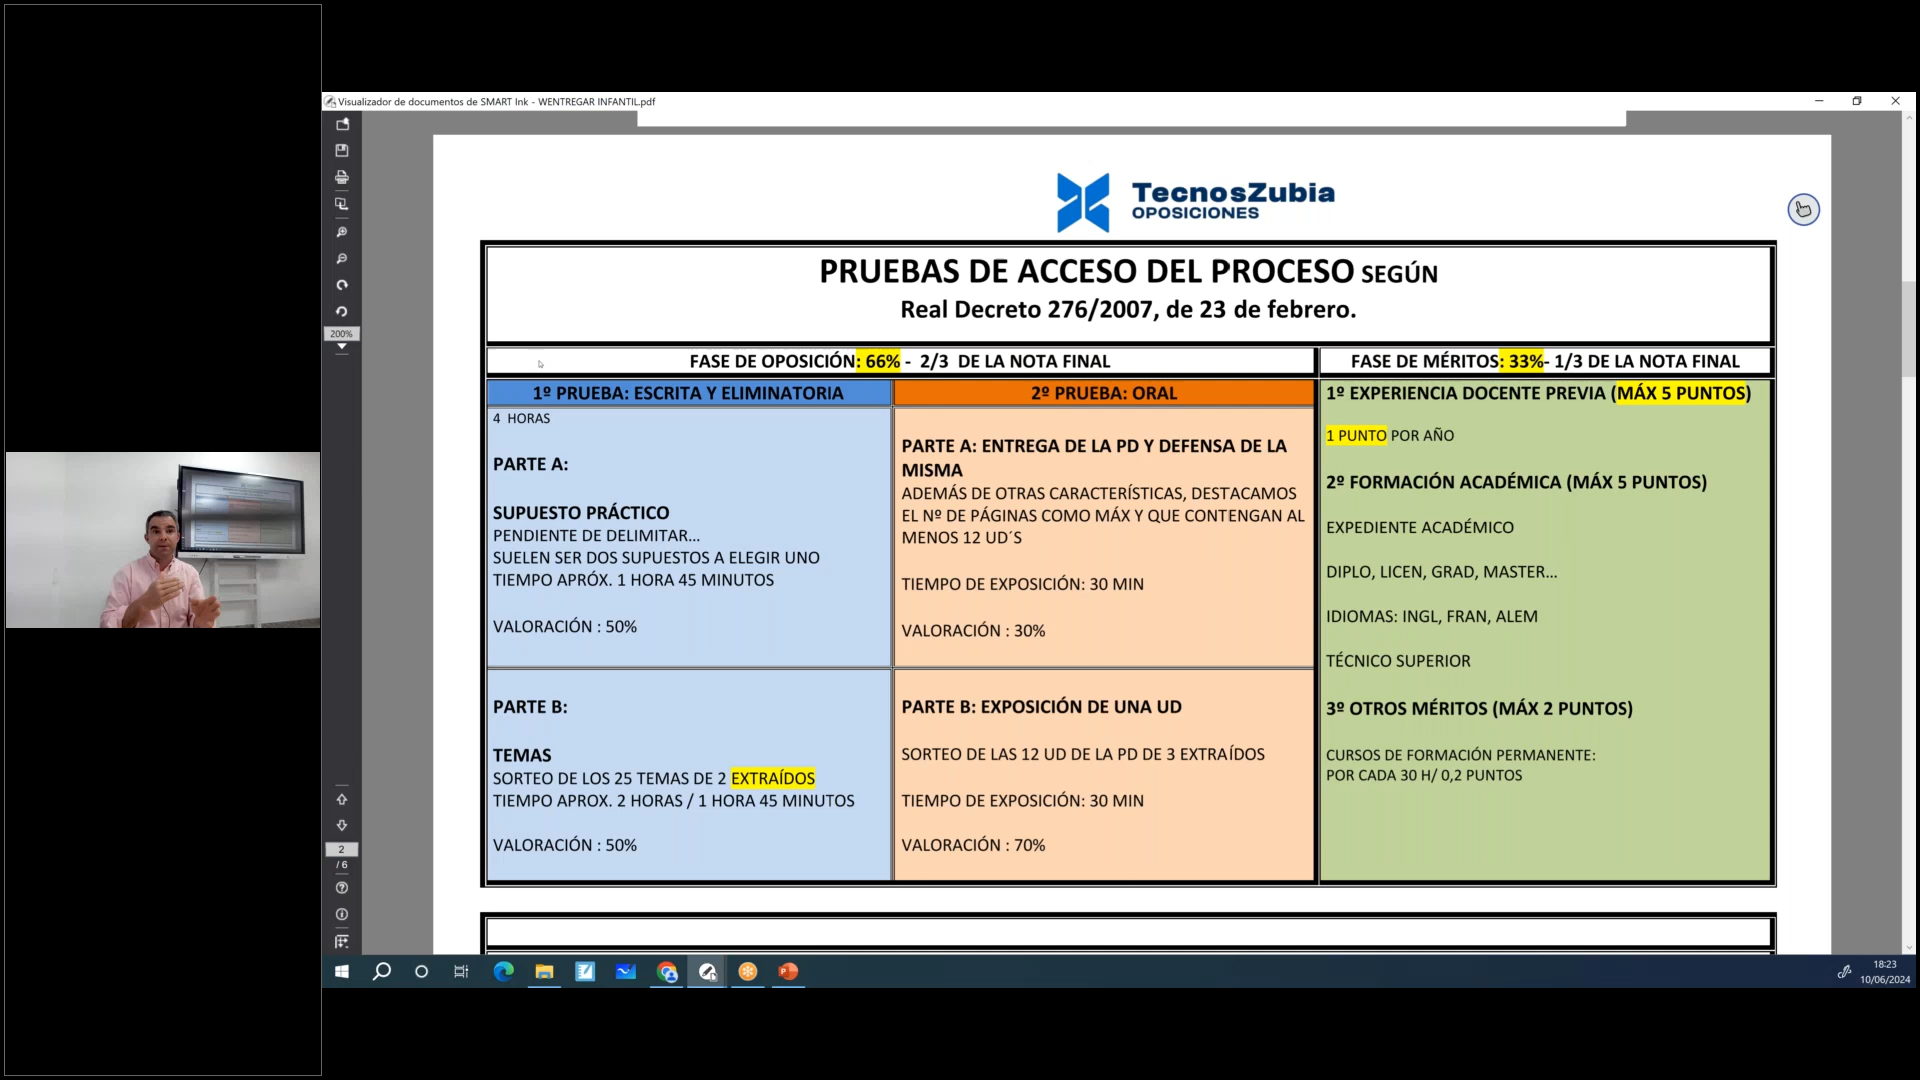 Visualizador de documentos de SMART Ink - WENTREGAR INFANTIL.pdf
200%
2
/ 6
TecnosZubia
OPOSICIONES
PRUEBAS DE ACCESO DEL PROCESO SEGÚN
Real Decreto 276/2007, de 23 de febrero.
FASE DE OPOSICIÓN: 66% - 2/3 DE LA NOTA FINAL
FASE DE MÉRITOS: 33%- 1/3 DE LA NOTA FINAL
1º PRUEBA: ESCRITA Y ELIMINATORIA
4 HORAS
PARTE A:
SUPUESTO PRÁCTICO
PENDIENTE DE DELIMITAR...
SUELEN SER DOS SUPUESTOS A ELEGIR UNO
TIEMPO APRÓX. 1 HORA 45 MINUTOS
VALORACIÓN : 50%
PARTE B:
TEMAS
SORTEO DE LOS 25 TEMAS DE 2 EXTRAÍDOS
TIEMPO APROX. 2 HORAS / 1 HORA 45 MINUTOS
VALORACIÓN : 50%
2º PRUEBA: ORAL
PARTE A: ENTREGA DE LA PD Y DEFENSA DE LA
MISMA
ADEMÁS DE OTRAS CARACTERÍSTICAS, DESTACAMOS
EL Nº DE PÁGINAS COMO MÁX Y QUE CONTENGAN AL
MENOS 12 UD´S
TIEMPO DE EXPOSICIÓN: 30 MIN
VALORACIÓN : 30%
PARTE B: EXPOSICIÓN DE UNA UD
SORTEO DE LAS 12 UD DE LA PD DE 3 EXTRAÍDOS
TIEMPO DE EXPOSICIÓN: 30 MIN
VALORACIÓN : 70%
1º EXPERIENCIA DOCENTE PREVIA (MÁX 5 PUNTOS)
1 PUNTO POR AÑO
2º FORMACIÓN ACADÉMICA (MÁX 5 PUNTOS)
EXPEDIENTE ACADÉMICO
DIPLO, LICEN, GRAD, MASTER...
IDIOMAS: INGL, FRAN, ALEM
TÉCNICO SUPERIOR
3º OTROS MÉRITOS (MÁX 2 PUNTOS)
CURSOS DE FORMACIÓN PERMANENTE:
POR CADA 30 H/ 0,2 PUNTOS
18:23
10/06/2024